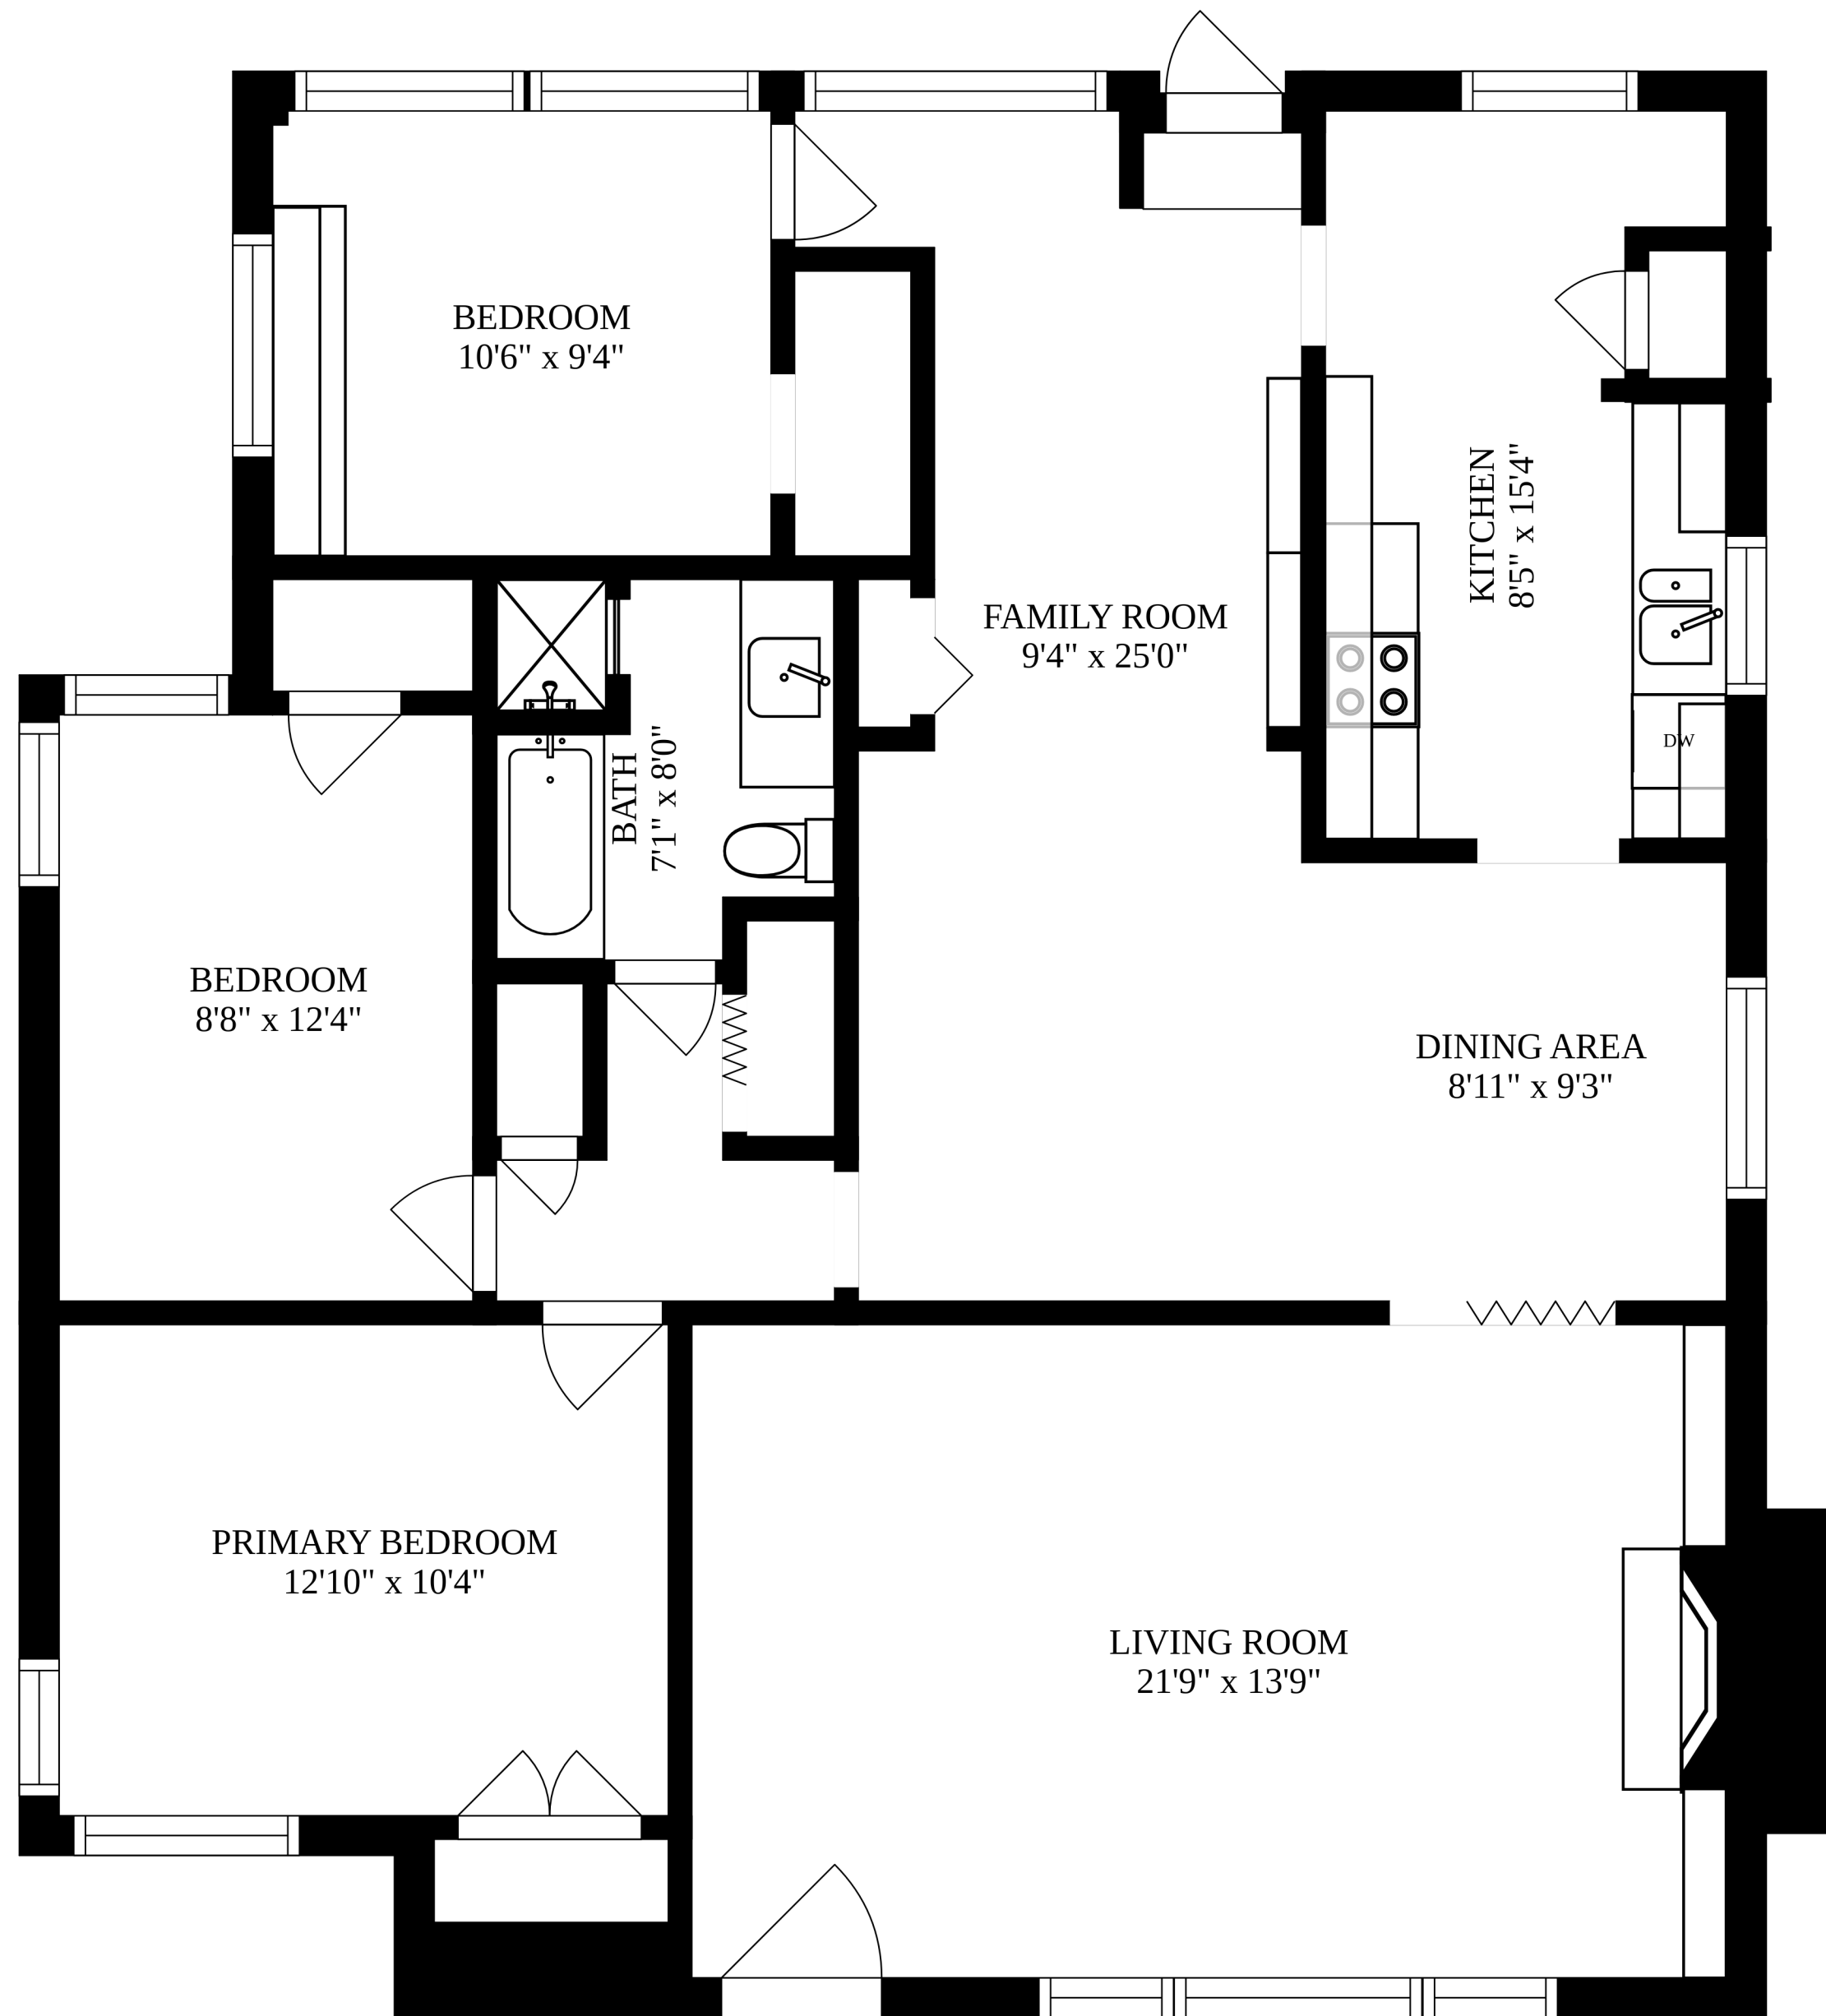 BEDROOM
10'6" x 9'4"
KITCHEN
8'5" x 15'4"
FAMILY ROOM
9'4" x 25'0"
DW
BATH
7'1" x 8'0"
BEDROOM
8'8" x 12'4"
DINING AREA
8'11" x 9'3"
PRIMARY BEDROOM
12'10" x 10'4"
LIVING ROOM
21'9" x 13'9"